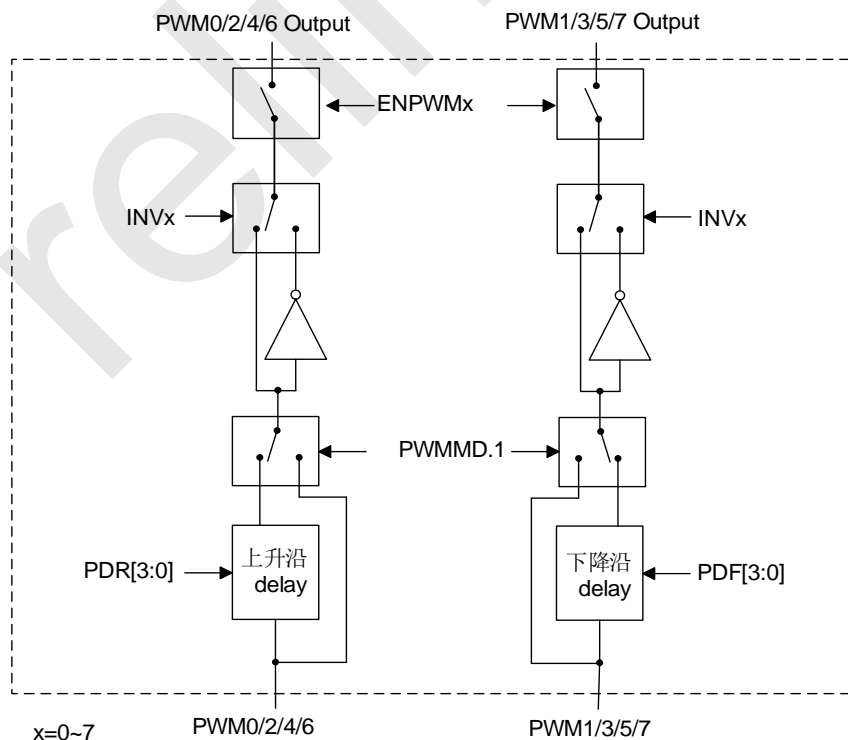 PWM0/2/4/6 Output
PWM1/3/5/7 Output
ENPWMx
INVx
INVx
PWMMD.1
PDR[3:0]
上升沿
delay
下降沿
delay
PDF[3:0]
x=0~7
PWM0/2/4/6
PWM1/3/5/7
relin